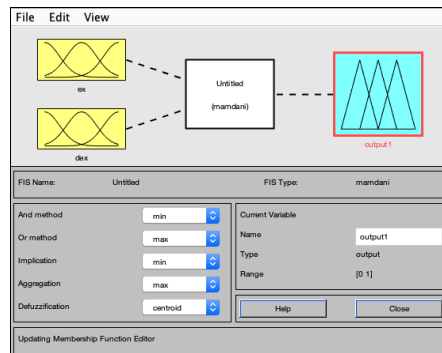 File Edit View
ex
dex
Untitled
(mamdani)
output1
FIS Name: Untitled FIS Type: mamdani
And method min
Or method max
Implication min
Aggregation max
Defuzzification centroid
Current Variable
Name output1
Type output
Range [0 1]
Help Close
Updating Membership Function Editor